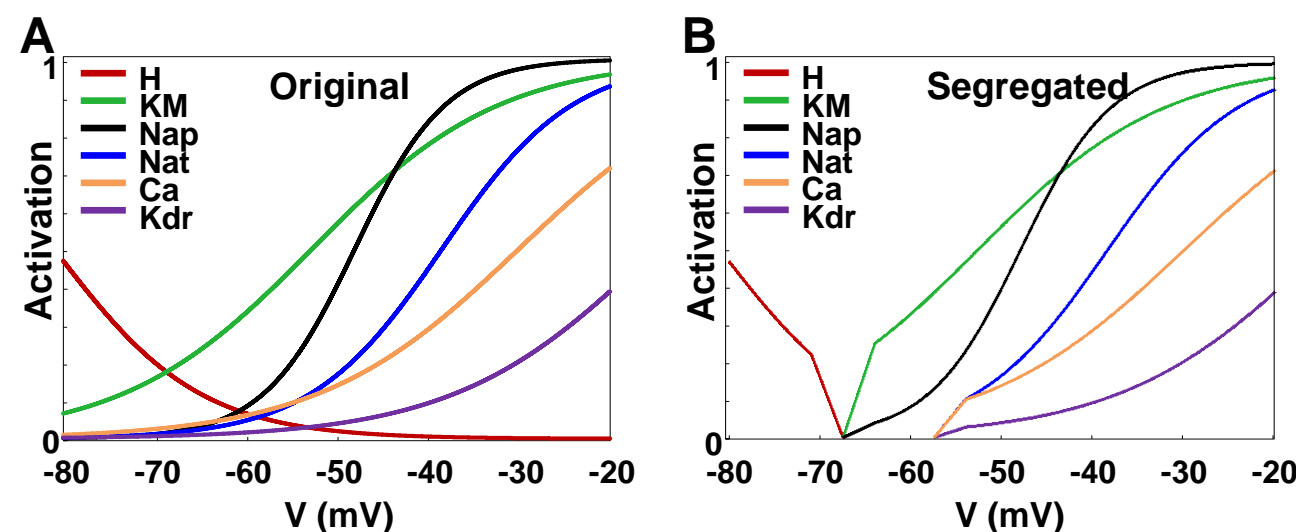 A
Original
1
H
KM
Nap
Nat
Ca
Kdr
Activation
0
-80 -70 -60 -50 -40 -30 -20
V (mV)
B
Segregated
1
H
KM
Nap
Nat
Ca
Kdr
Activation
0
-80 -70 -60 -50 -40 -30 -20
V (mV)